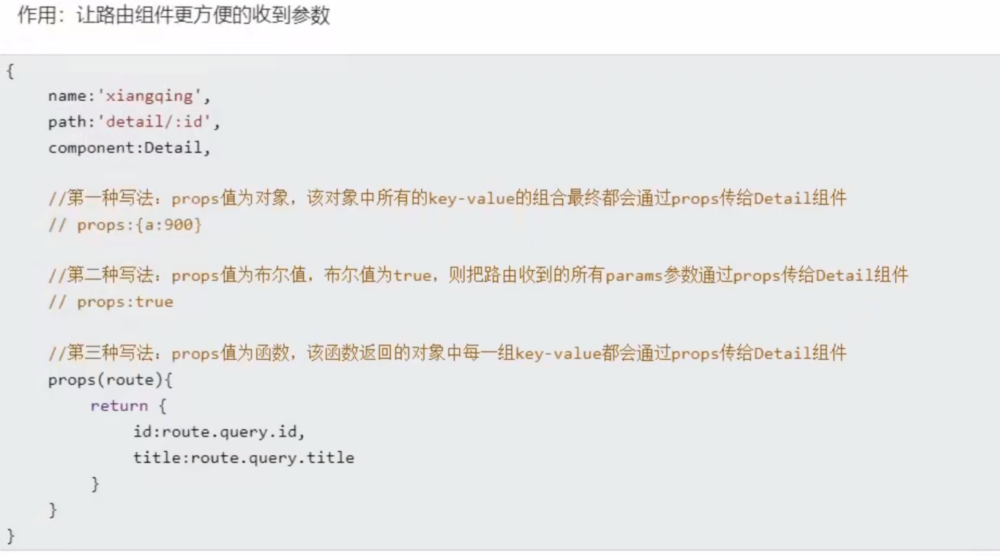 作用：让路由组件更方便的收到参数
{
name:'xiangqing',
path:'detail/:id',
component:Detail,
//第一种写法：props值为对象，该对象中所有的key-value的组合最终都会通过props传给Detail组件
// props:{a:900}
//第二种写法：props值为布尔值，布尔值为true，则把路由收到的所有params参数通过props传给Detail组件
// props:true
//第三种写法：props值为函数，该函数返回的对象中每一组key-value都会通过props传给Detail组件
props(route){
return {
id:route.query.id,
title:route.query.title
}
}
}